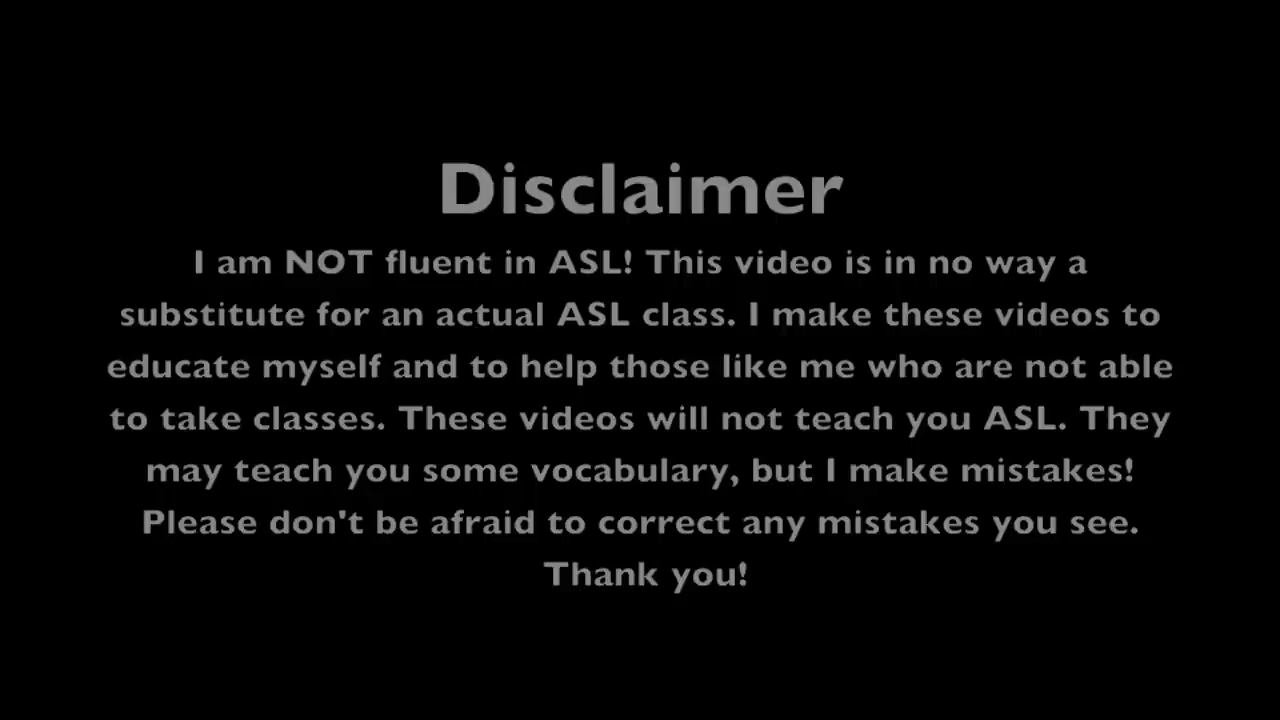 Disclaimer
I am NOT fluent in ASL! This video is in no way a
substitute for an actual ASL class. I make these videos to
educate myself and to help those like me who are not able
to take classes. These videos will not teach you ASL. They
may teach you some vocabulary, but I make mistakes!
Please don't be afraid to correct any mistakes you see.
Thank you!